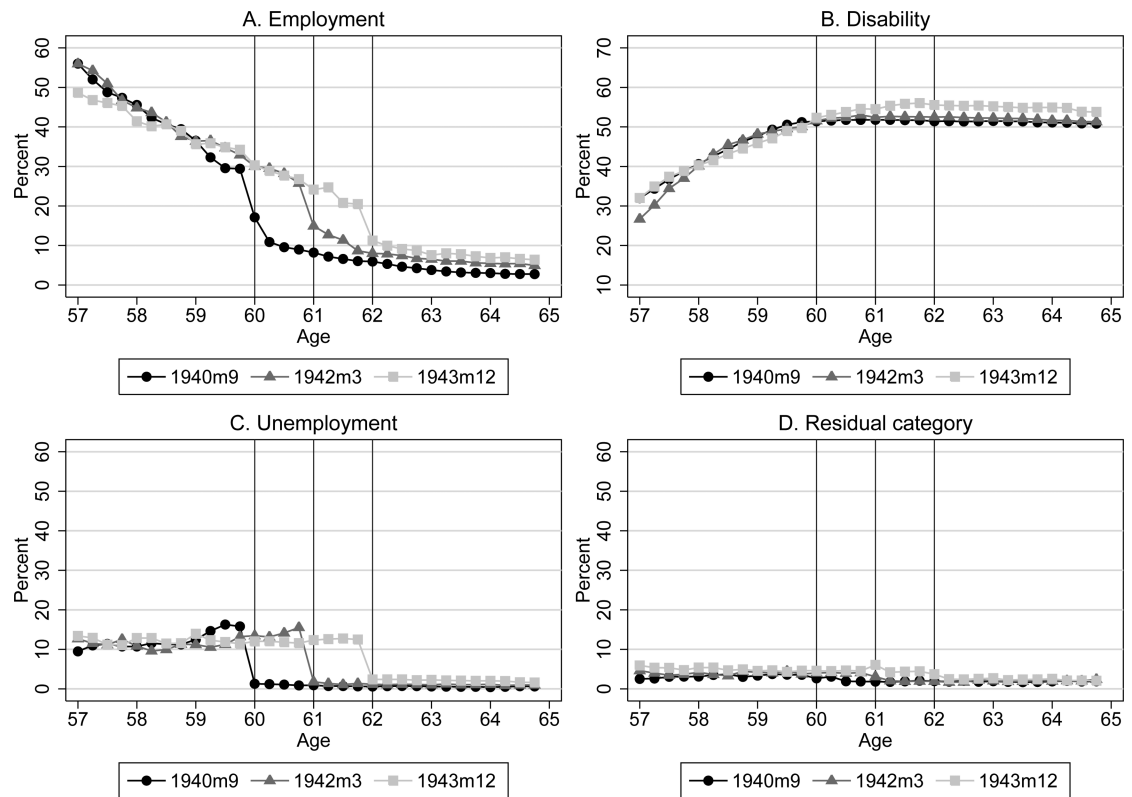 A. Employment
Percent
60
50
40
30
20
10
0
57 58 59 60 61 62 63 64 65
Age
1940m9 1942m3 1943m12
B. Disability
Percent
70
60
50
40
30
20
10
57 58 59 60 61 62 63 64 65
Age
1940m9 1942m3 1943m12
C. Unemployment
Percent
60
50
40
30
20
10
0
57 58 59 60 61 62 63 64 65
Age
1940m9 1942m3 1943m12
D. Residual category
Percent
60
50
40
30
20
10
0
57 58 59 60 61 62 63 64 65
Age
1940m9 1942m3 1943m12